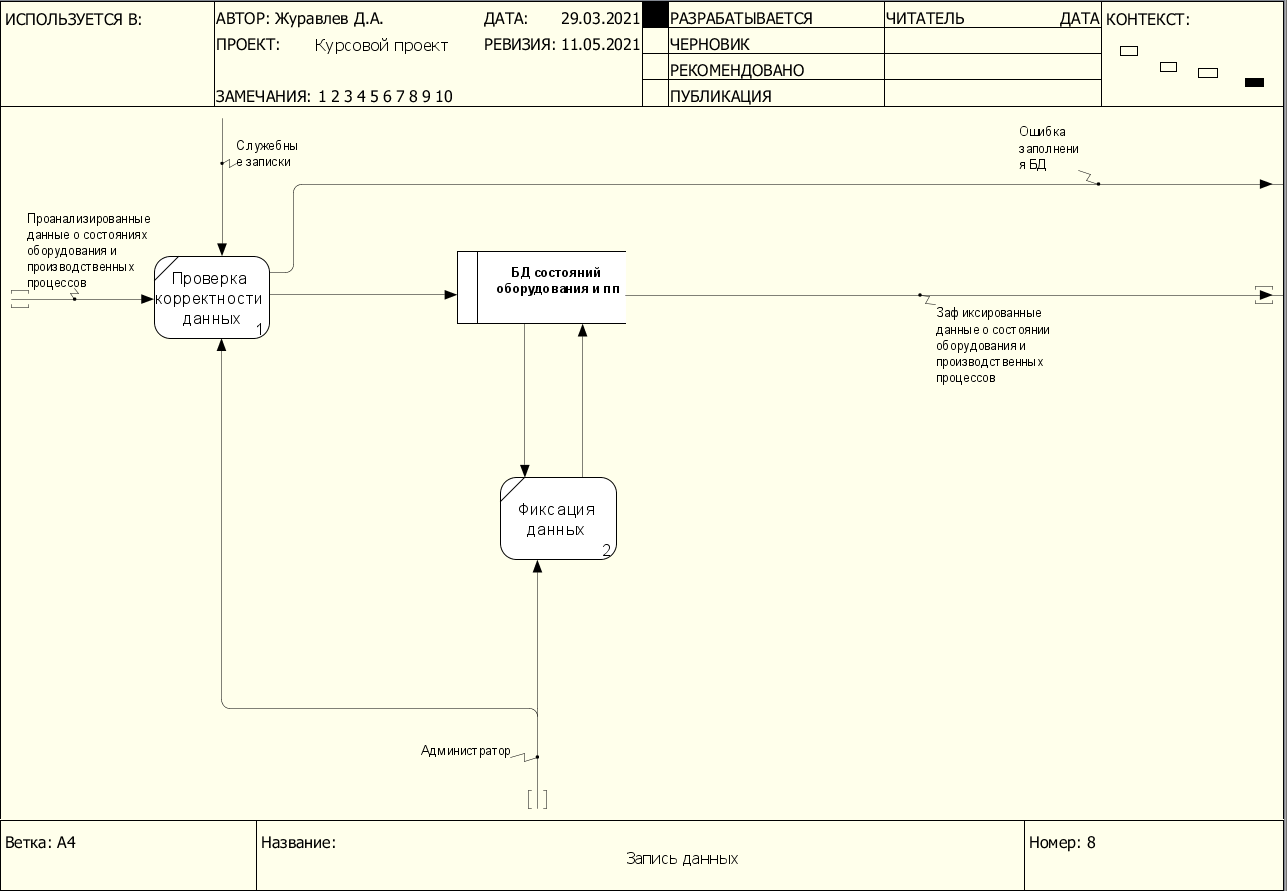 ИСПОЛЬЗУЕТСЯ В:
АВТОР: Журавлев Д.А.
ДАТА: 29.03.2021
ПРОЕКТ: Курсовой проект
РЕВИЗИЯ: 11.05.2021
ЗАМЕЧАНИЯ: 1 2 3 4 5 6 7 8 9 10
РАЗРАБАТЫВАЕТСЯ
ЧЕРНОВИК
РЕКОМЕНДОВАНО
ПУБЛИКАЦИЯ
ЧИТАТЕЛЬ
ДАТА
КОНТЕКСТ:
Служебны
е записки
Ошибка
заполнени
я БД
Проанализированные
данные о состояниях
оборудования и
производственных
процессов
Проверка
корректности
данных
1
БД состояний
оборудования и пп
Зафиксированные
данные о состоянии
оборудования и
производственных
процессов
Фиксация
данных
2
Администратор
Ветка: A4
Название:
Запись данных
Номер: 8